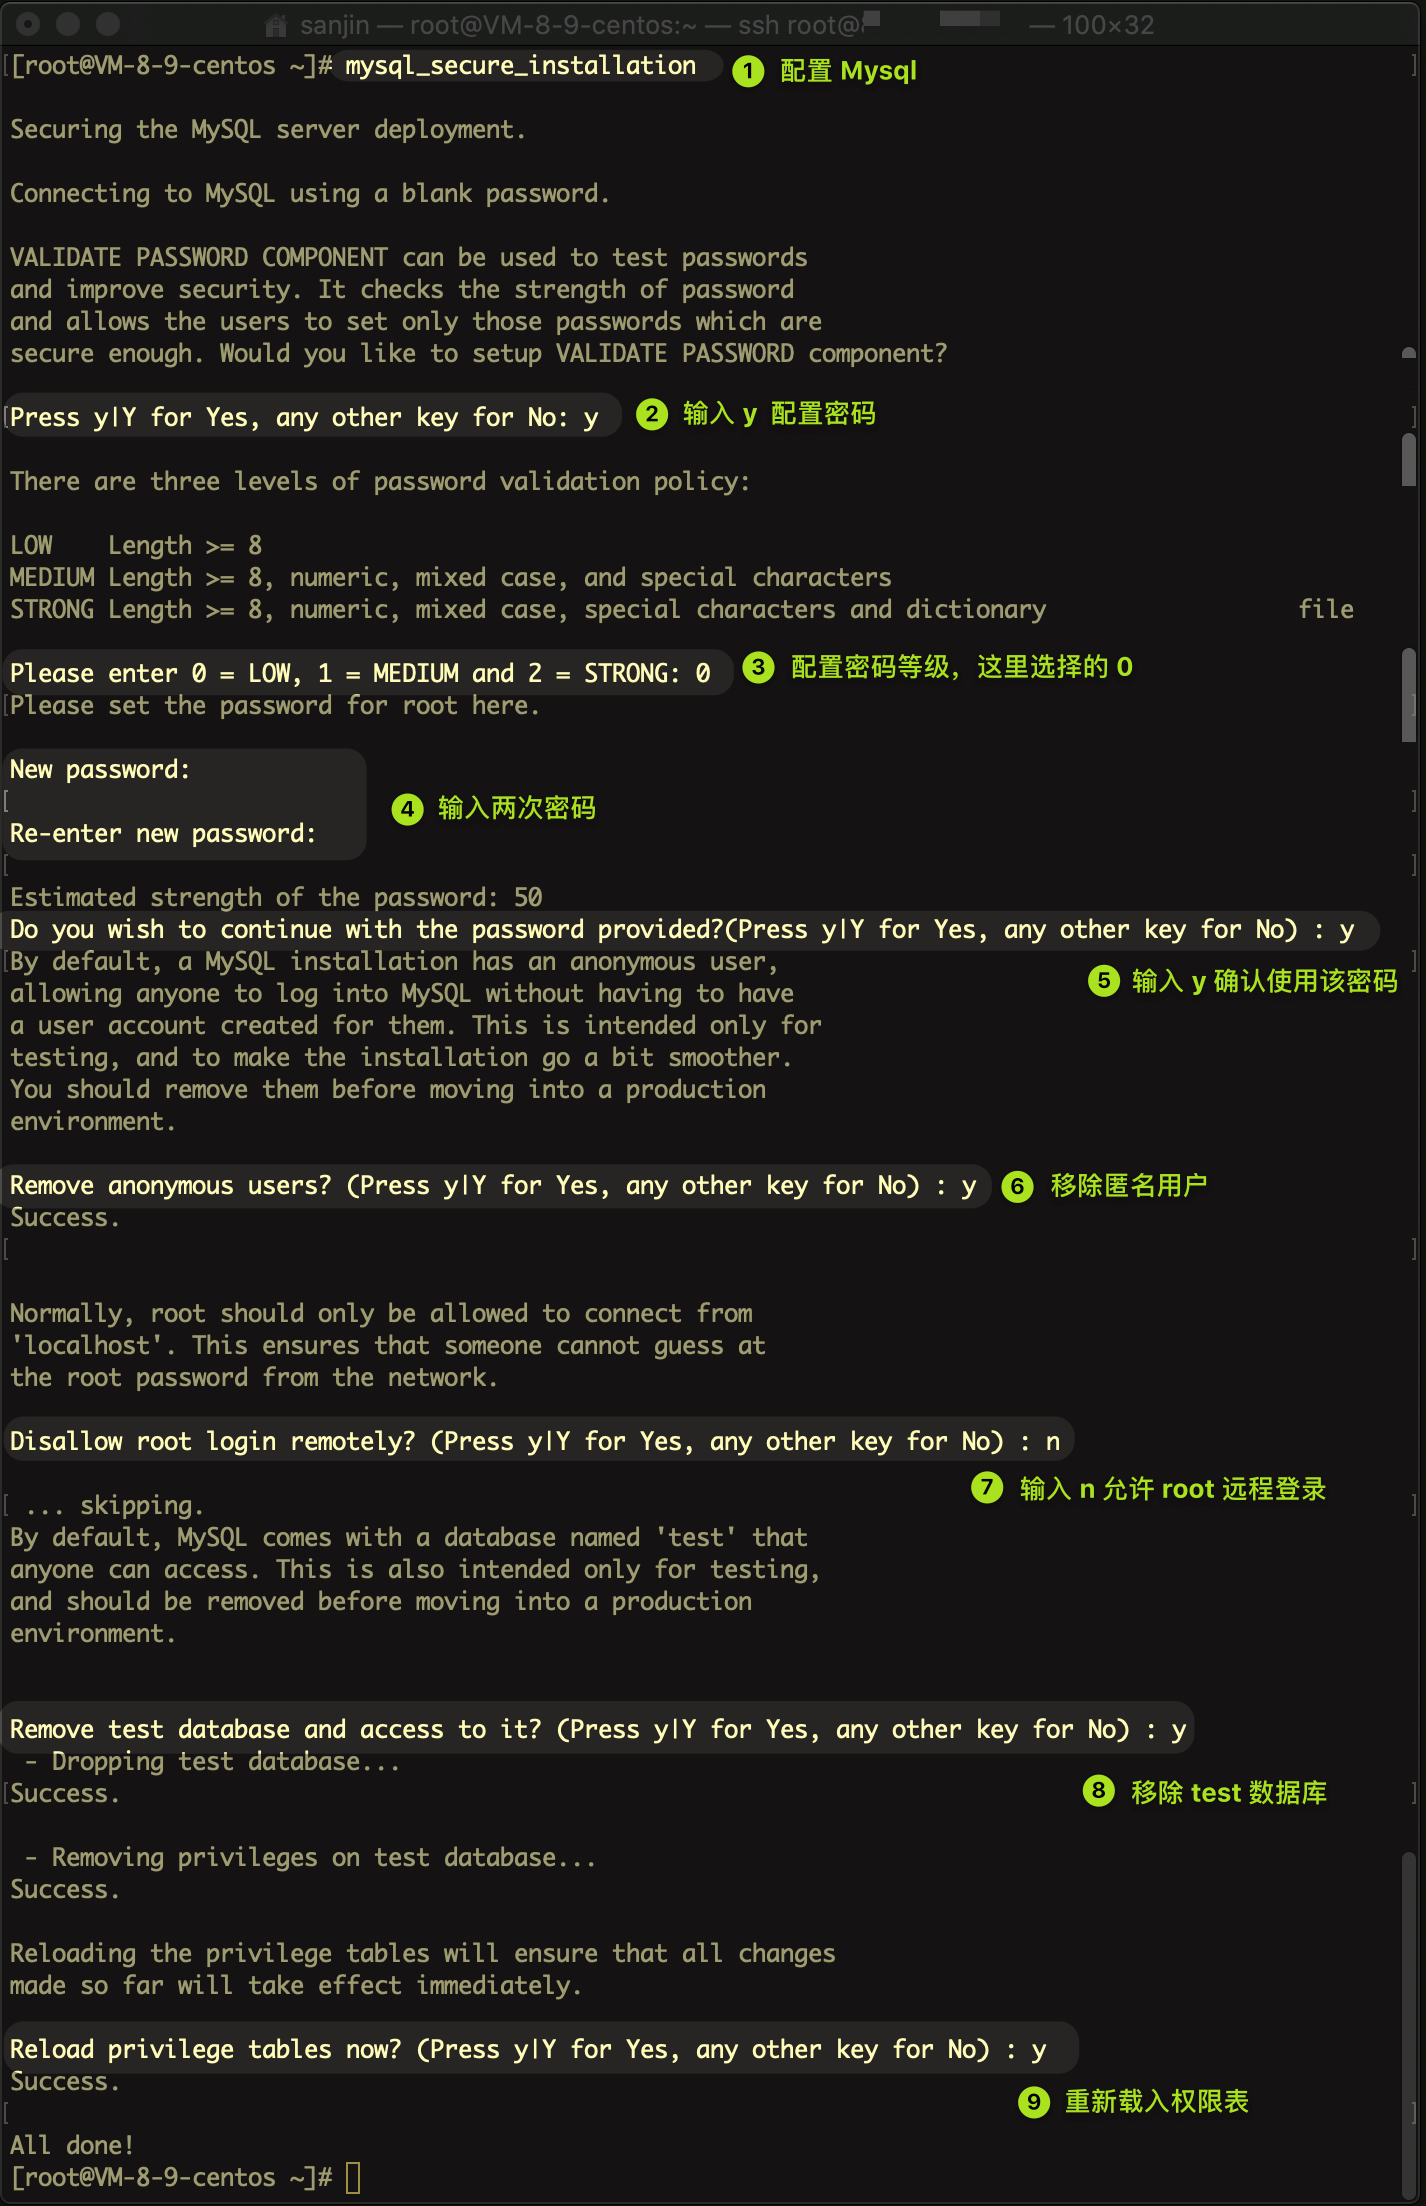 sanjin — root@VM-8-9-centos:~ — ssh root@ — 100×32
[root@VM-8-9-centos ~]# mysql_secure_installation
1 配置 Mysql
Securing the MySQL server deployment.
Connecting to MySQL using a blank password.
VALIDATE PASSWORD COMPONENT can be used to test passwords
and improve security. It checks the strength of password
and allows the users to set only those passwords which are
secure enough. Would you like to setup VALIDATE PASSWORD component?
Press y|Y for Yes, any other key for No: y
2 输入 y 配置密码
There are three levels of password validation policy:
LOW    Length >= 8
MEDIUM Length >= 8, numeric, mixed case, and special characters
STRONG Length >= 8, numeric, mixed case, special characters and dictionary                  file
Please enter 0 = LOW, 1 = MEDIUM and 2 = STRONG: 0
3 配置密码等级，这里选择的 0
Please set the password for root here.
New password:
4 输入两次密码
Re-enter new password:
Estimated strength of the password: 50
Do you wish to continue with the password provided?(Press y|Y for Yes, any other key for No) : y
By default, a MySQL installation has an anonymous user,
5 输入 y 确认使用该密码
allowing anyone to log into MySQL without having to have
a user account created for them. This is intended only for
testing, and to make the installation go a bit smoother.
You should remove them before moving into a production
environment.
Remove anonymous users? (Press y|Y for Yes, any other key for No) : y
6 移除匿名用户
Success.
Normally, root should only be allowed to connect from
'localhost'. This ensures that someone cannot guess at
the root password from the network.
Disallow root login remotely? (Press y|Y for Yes, any other key for No) : n
7 输入 n 允许 root 远程登录
... skipping.
By default, MySQL comes with a database named 'test' that
anyone can access. This is also intended only for testing,
and should be removed before moving into a production
environment.
Remove test database and access to it? (Press y|Y for Yes, any other key for No) : y
- Dropping test database...
Success.
8 移除 test 数据库
- Removing privileges on test database...
Success.
Reloading the privilege tables will ensure that all changes
made so far will take effect immediately.
Reload privilege tables now? (Press y|Y for Yes, any other key for No) : y
Success.
9 重新载入权限表
All done!
[root@VM-8-9-centos ~]#